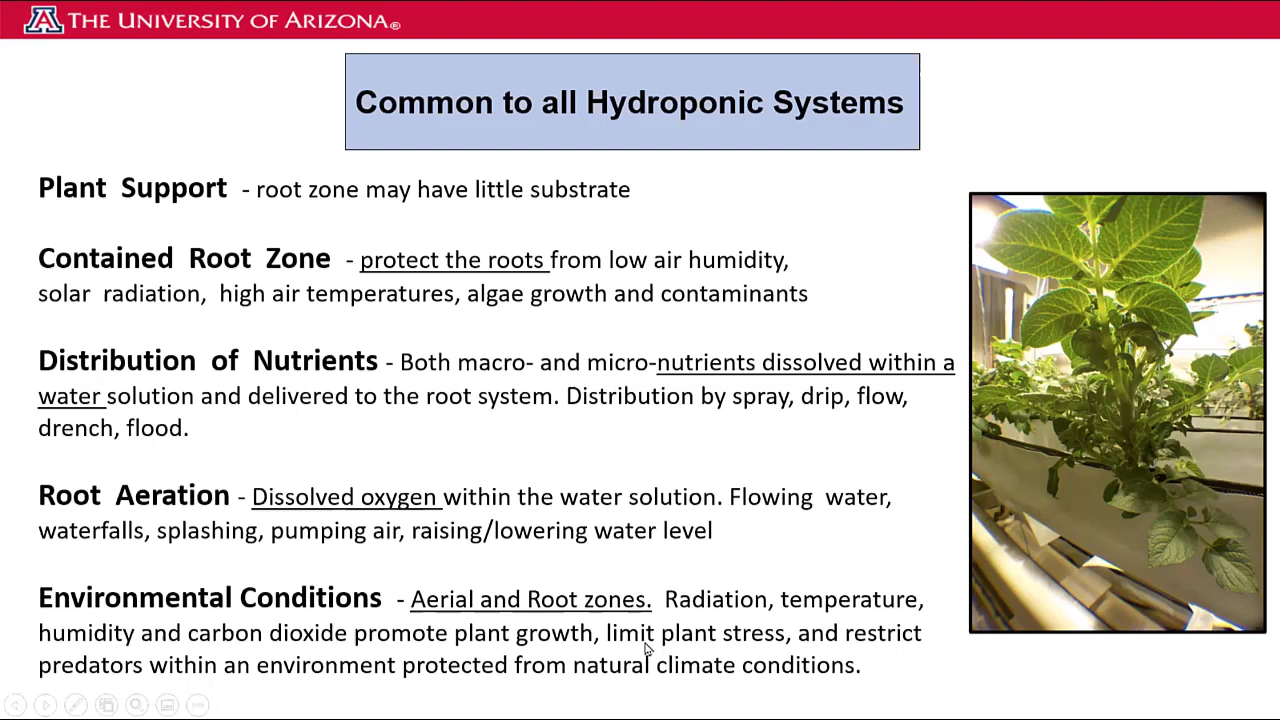 THE UNIVERSITY OF ARIZONA®
Common to all Hydroponic Systems
Plant Support - root zone may have little substrate
Contained Root Zone - protect the roots from low air humidity,
solar radiation, high air temperatures, algae growth and contaminants
Distribution of Nutrients - Both macro- and micro-nutrients dissolved within a
water solution and delivered to the root system. Distribution by spray, drip, flow,
drench, flood.
Root Aeration - Dissolved oxygen within the water solution. Flowing water,
waterfalls, splashing, pumping air, raising/lowering water level
Environmental Conditions - Aerial and Root zones. Radiation, temperature,
humidity and carbon dioxide promote plant growth, limit plant stress, and restrict
predators within an environment protected from natural climate conditions.